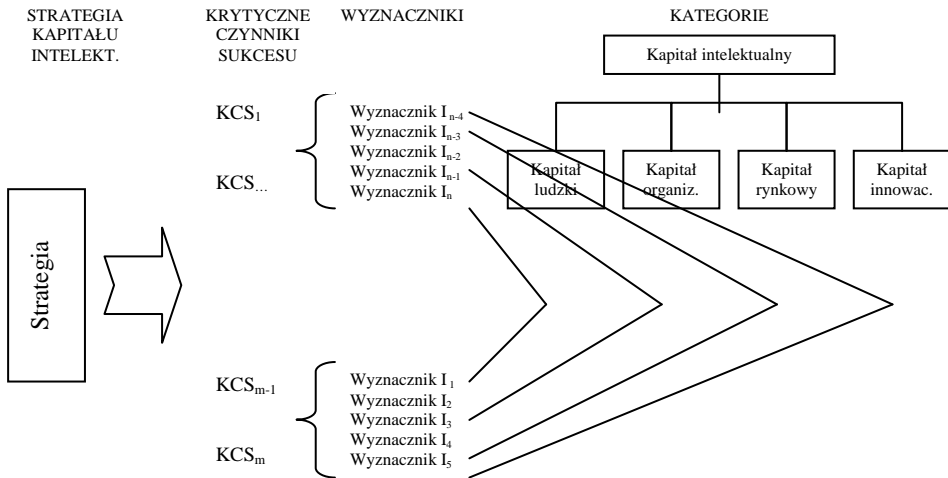 STRATEGIA
KAPITAŁU
INTELEKT.
KRYTYCZNE
CZYNNIKI
SUKCESU
WYZNACZNIKI
KATEGORIE
Kapitał intelektualny
Kapitał
ludzki
Kapitał
organiz.
Kapitał
rynkowy
Kapitał
innowac.
KCS1
KCS...
Wyznacznik In-4
Wyznacznik In-3
Wyznacznik In-2
Wyznacznik In-1
Wyznacznik In
Strategia
KCSm-1
KCSm
Wyznacznik I1
Wyznacznik I2
Wyznacznik I3
Wyznacznik I4
Wyznacznik I5